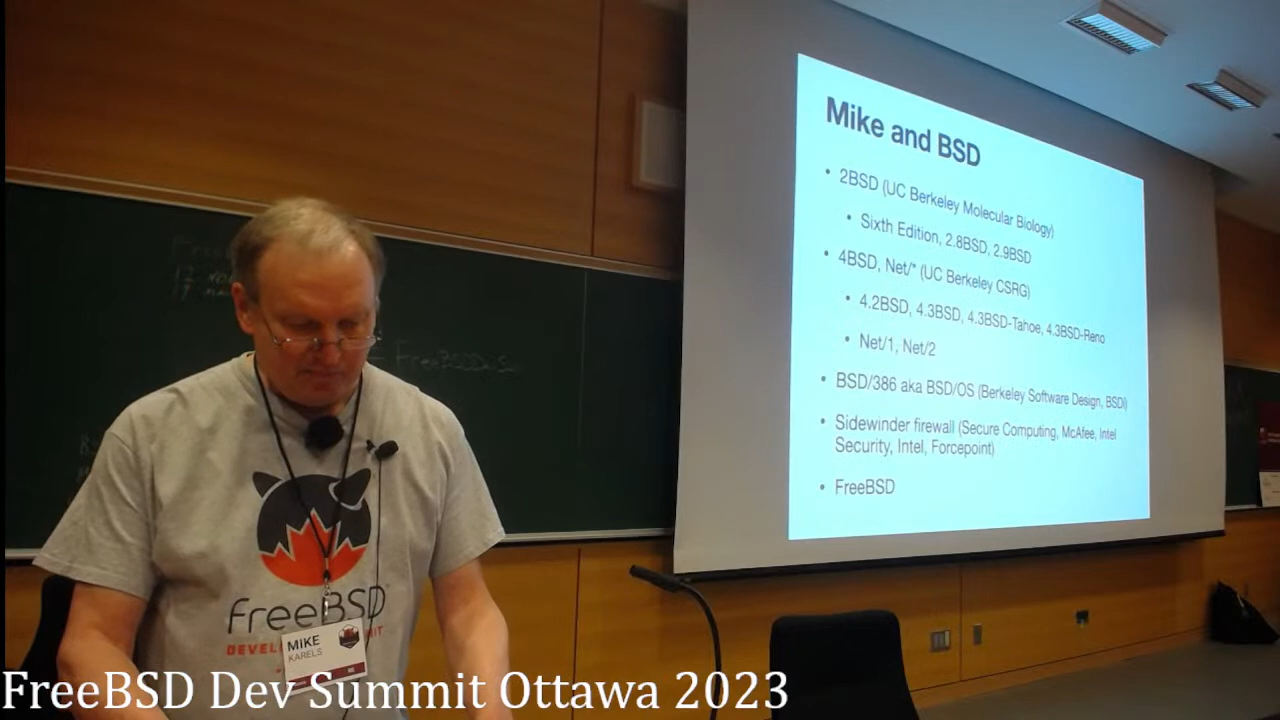 Mike and BSD
• 2BSD (UC Berkeley Molecular Biology)
• Sixth Edition, 2.8BSD, 2.9BSD
• 4BSD, Net/* (UC Berkeley CSRG)
• 4.2BSD, 4.3BSD, 4.3BSD-Tahoe, 4.3BSD-Reno
• Net/1, Net/2
• BSD/386 aka BSD/OS (Berkeley Software Design, BSDI)
• Sidewinder firewall (Secure Computing, McAfee, Intel
Security, Intel, Forcepoint)
• FreeBSD
FreeBSD
MIKE
KARELS
FreeBSD Dev Summit Ottawa 2023